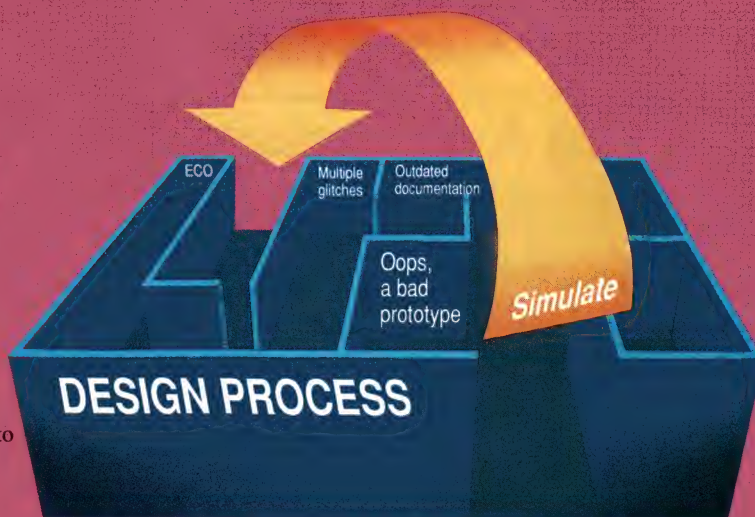 ECO
Multiple
glitches
Outdated
documentation
Oops,
a bad
prototype
Simulate
DESIGN PROCESS